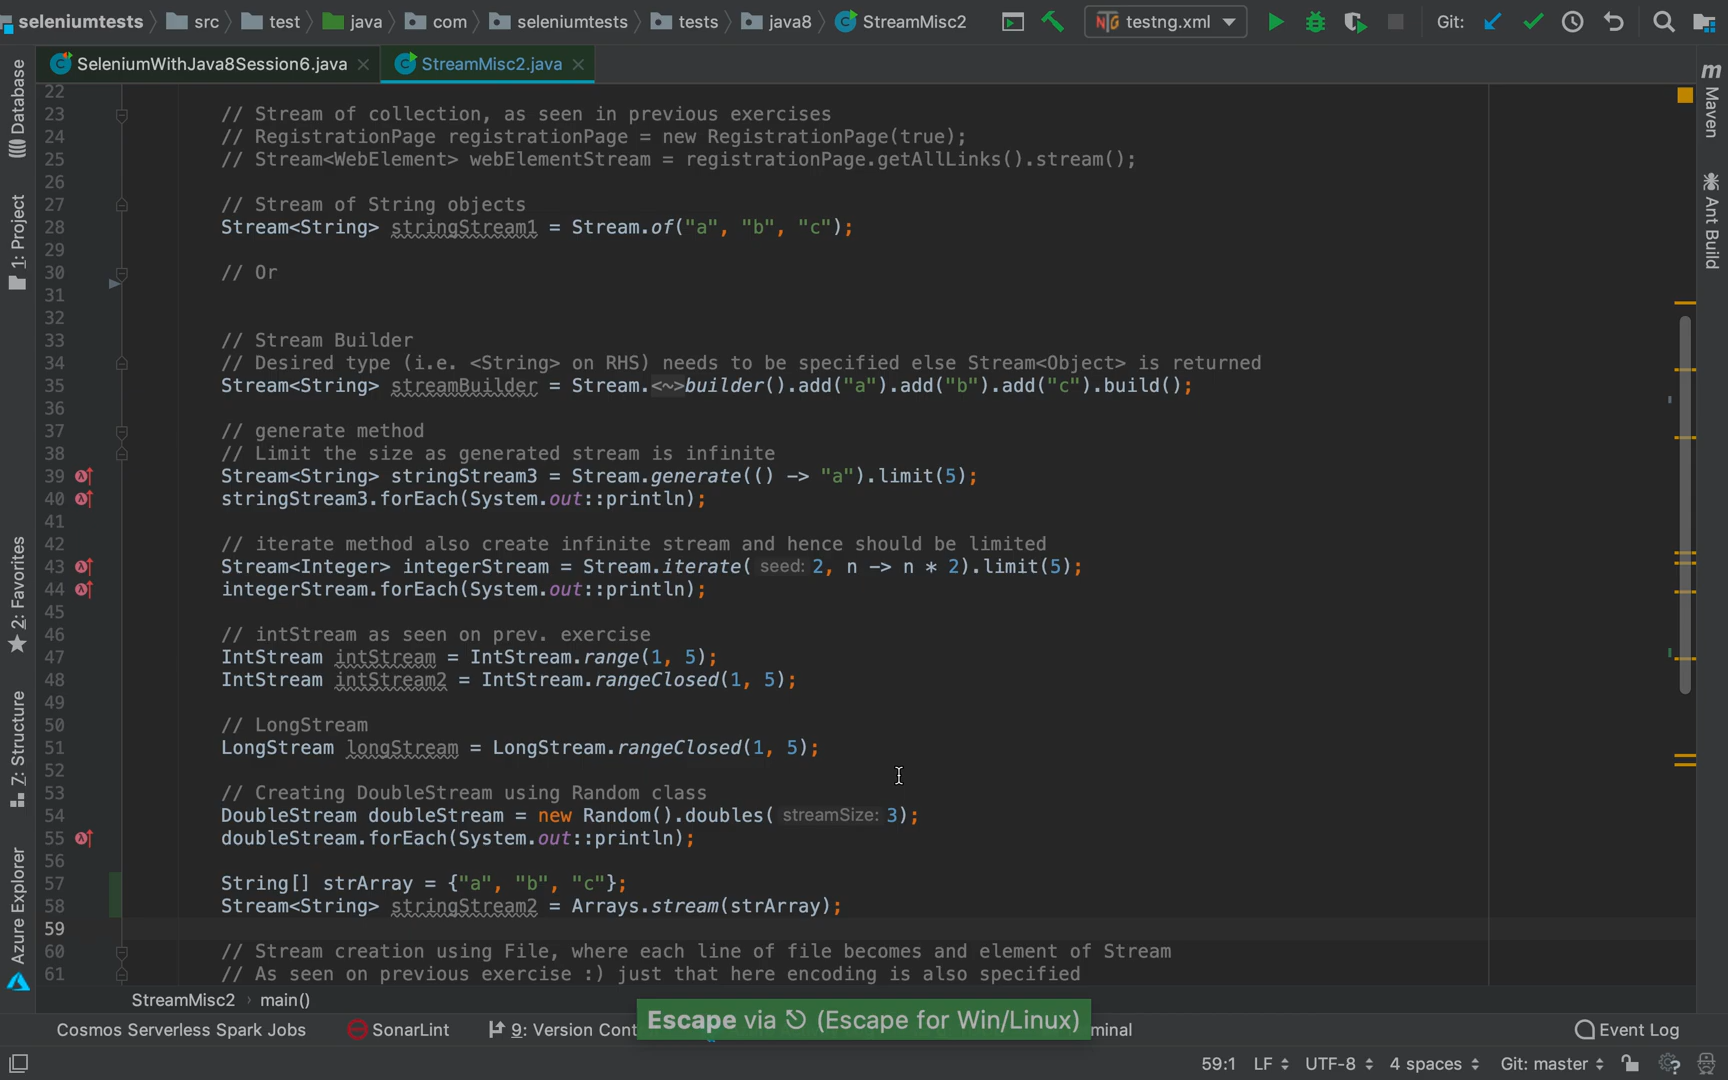 seleniumtests src test java com seleniumtests tests java8 StreamMisc2 testng.xml Git:
SeleniumWithJava8Session6.java StreamMisc2.java
22
23 // Stream of collection, as seen in previous exercises
24 // RegistrationPage registrationPage = new RegistrationPage(true);
25 // Stream<WebElement> webElementStream = registrationPage.getAllLinks().stream();
26
27 // Stream of String objects
28 Stream<String> stringStream1 = Stream.of("a", "b", "c");
29
30 // Or
31
32
33 // Stream Builder
34 // Desired type (i.e. <String> on RHS) needs to be specified else Stream<Object> is returned
35 Stream<String> streamBuilder = Stream.<~>builder().add("a").add("b").add("c").build();
36
37 // generate method
38 // Limit the size as generated stream is infinite
39 Stream<String> stringStream3 = Stream.generate(() -> "a").limit(5);
40 stringStream3.forEach(System.out::println);
41
42 // iterate method also create infinite stream and hence should be limited
43 Stream<Integer> integerStream = Stream.iterate( seed: 2, n -> n * 2).limit(5);
44 integerStream.forEach(System.out::println);
45
46 // intStream as seen on prev. exercise
47 IntStream intStream = IntStream.range(1, 5);
48 IntStream intStream2 = IntStream.rangeClosed(1, 5);
49
50 // LongStream
51 LongStream longStream = LongStream.rangeClosed(1, 5);
52
53 // Creating DoubleStream using Random class
54 DoubleStream doubleStream = new Random().doubles( streamSize: 3);
55 doubleStream.forEach(System.out::println);
56
57 String[] strArray = {"a", "b", "c"};
58 Stream<String> stringStream2 = Arrays.stream(strArray);
59
60 // Stream creation using File, where each line of file becomes and element of Stream
61 // As seen on previous exercise :) just that here encoding is also specified
Database
1: Project
2: Favorites
7: Structure
Azure Explorer
m Maven
Ant Build
StreamMisc2 main()
Cosmos Serverless Spark Jobs SonarLint 9: Version Cont minal Event Log
Escape via ⎋ (Escape for Win/Linux)
59:1 LF UTF-8 4 spaces Git: master